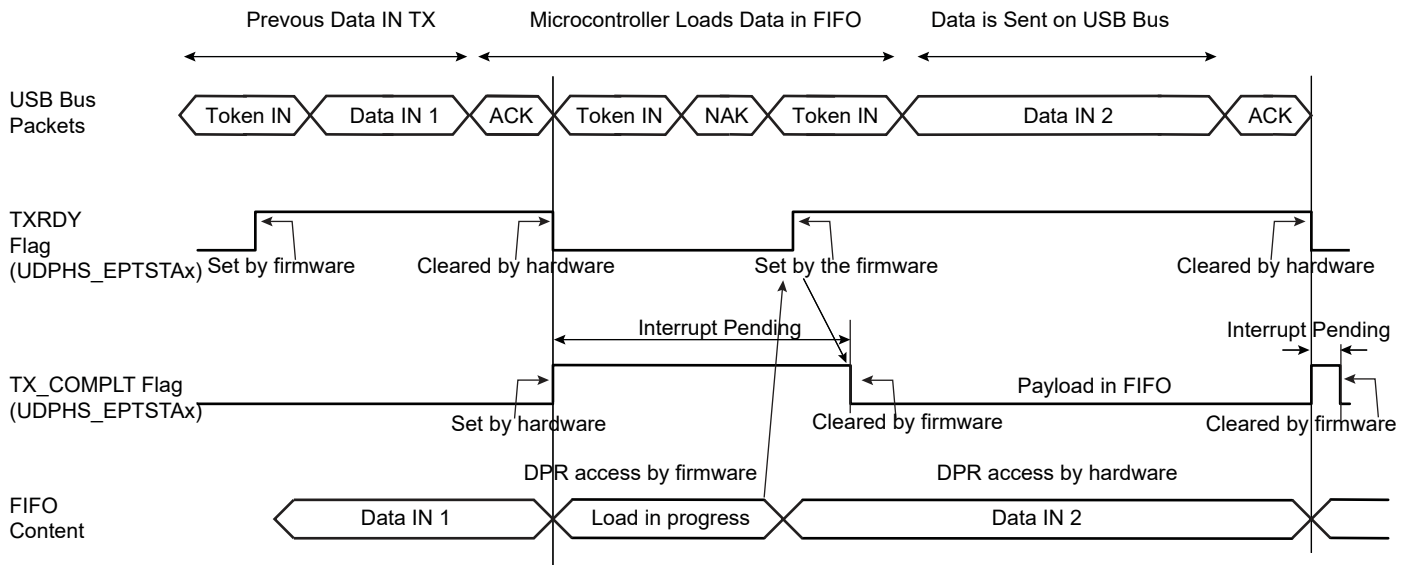 Prevous Data IN TX
Microcontroller Loads Data in FIFO
Data is Sent on USB Bus
USB Bus
Packets
Token IN
Data IN 1
ACK
Token IN
NAK
Token IN
Data IN 2
ACK
TXRDY
Flag
(UDPHS_EPTSTAx)
Set by firmware
Cleared by hardware
Set by the firmware
Cleared by hardware
Interrupt Pending
Interrupt Pending
TX_COMPLT Flag
(UDPHS_EPTSTAx)
Payload in FIFO
Set by hardware
Cleared by firmware
Cleared by firmware
DPR access by firmware
DPR access by hardware
FIFO
Content
Data IN 1
Load in progress
Data IN 2